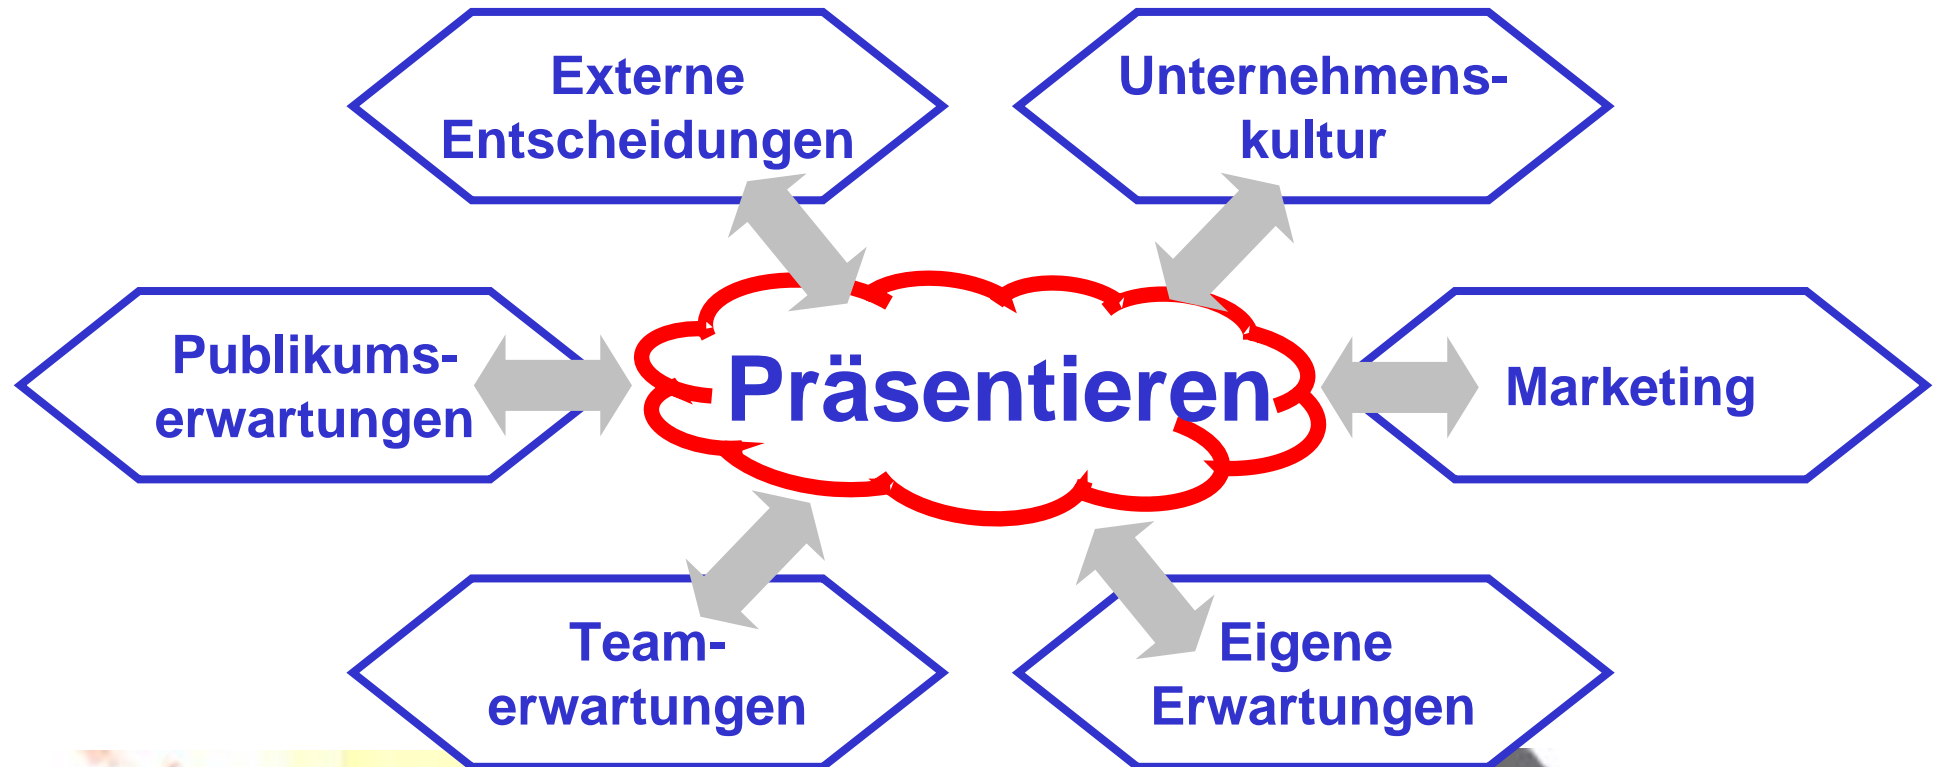 Externe
Entscheidungen
Unternehmens-
kultur
Publikums-
erwartungen
Präsentieren
Marketing
Team-
erwartungen
Eigene
Erwartungen